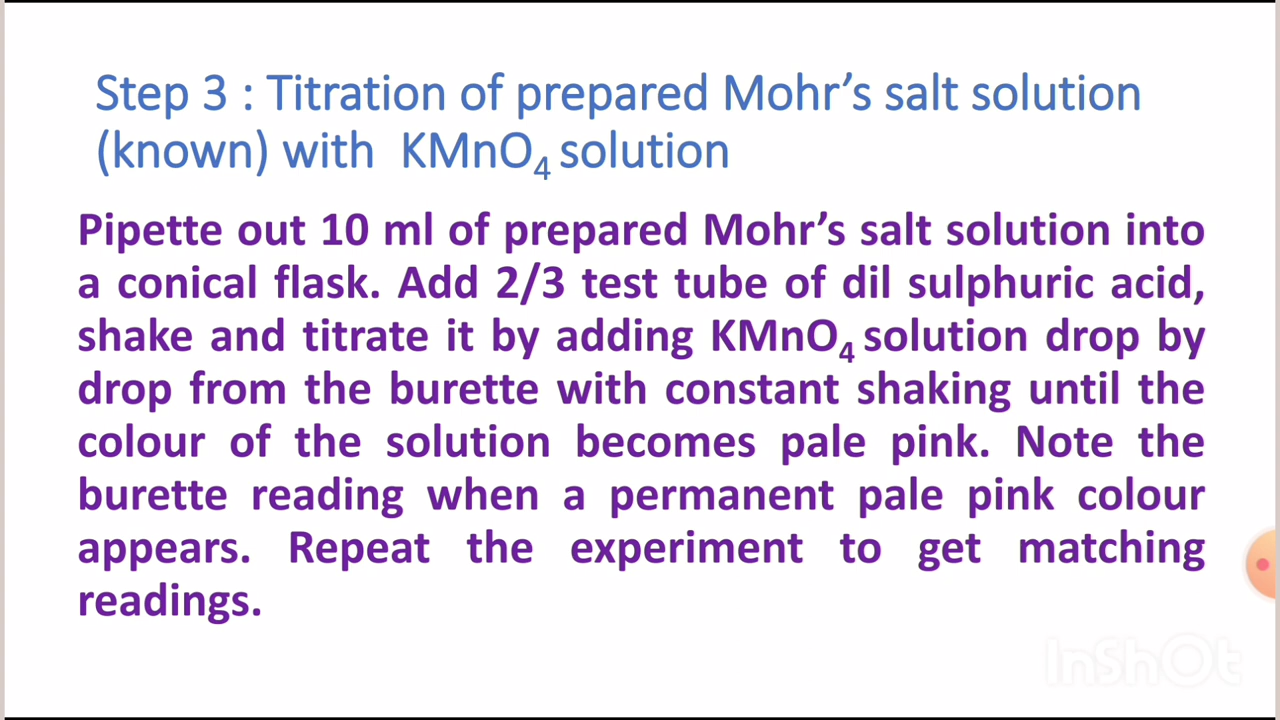 Step 3 : Titration of prepared Mohr’s salt solution
(known) with KMnO₄ solution
Pipette out 10 ml of prepared Mohr’s salt solution into
a conical flask. Add 2/3 test tube of dil sulphuric acid,
shake and titrate it by adding KMnO₄ solution drop by
drop from the burette with constant shaking until the
colour of the solution becomes pale pink. Note the
burette reading when a permanent pale pink colour
appears. Repeat the experiment to get matching
readings.
InShOt